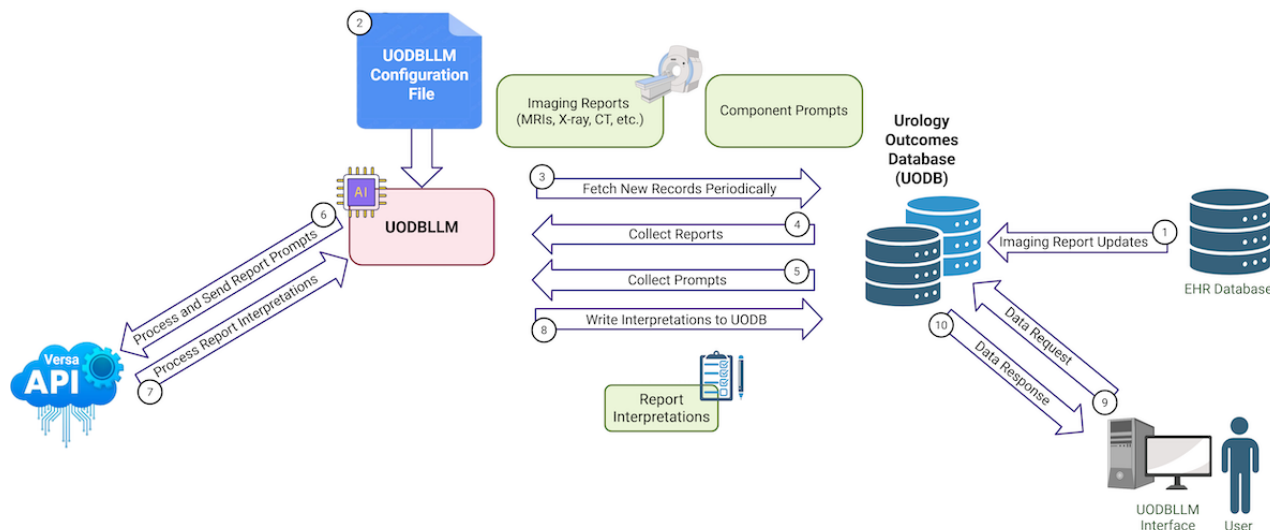 2
UODBLLM
Configuration
File
Imaging Reports
(MRIs, X-ray, CT, etc.)
Component Prompts
Urology
Outcomes
Database
(UODB)
AI
UODBLLM
3
Fetch New Records Periodically
4
Collect Reports
5
Collect Prompts
8
Write Interpretations to UODB
1
Imaging Report Updates
EHR Database
6
Process and Send Report Prompts
7
Process Report Interpretations
Versa
API
Report
Interpretations
9
Data Request
10
Data Response
UODBLLM
Interface
User